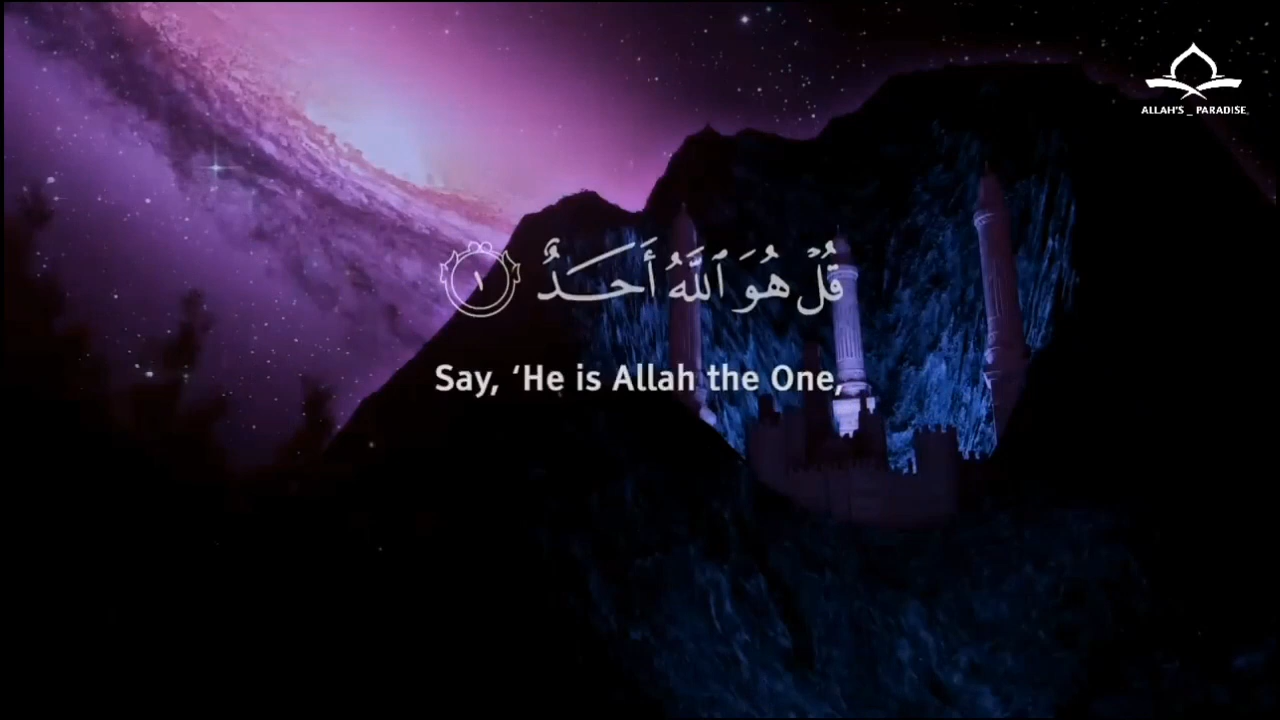 ALLAH'S _ PARADISE
قُلۡ هُوَ ٱللَّهُ أَحَدٌ ١
Say, ‘He is Allah the One,